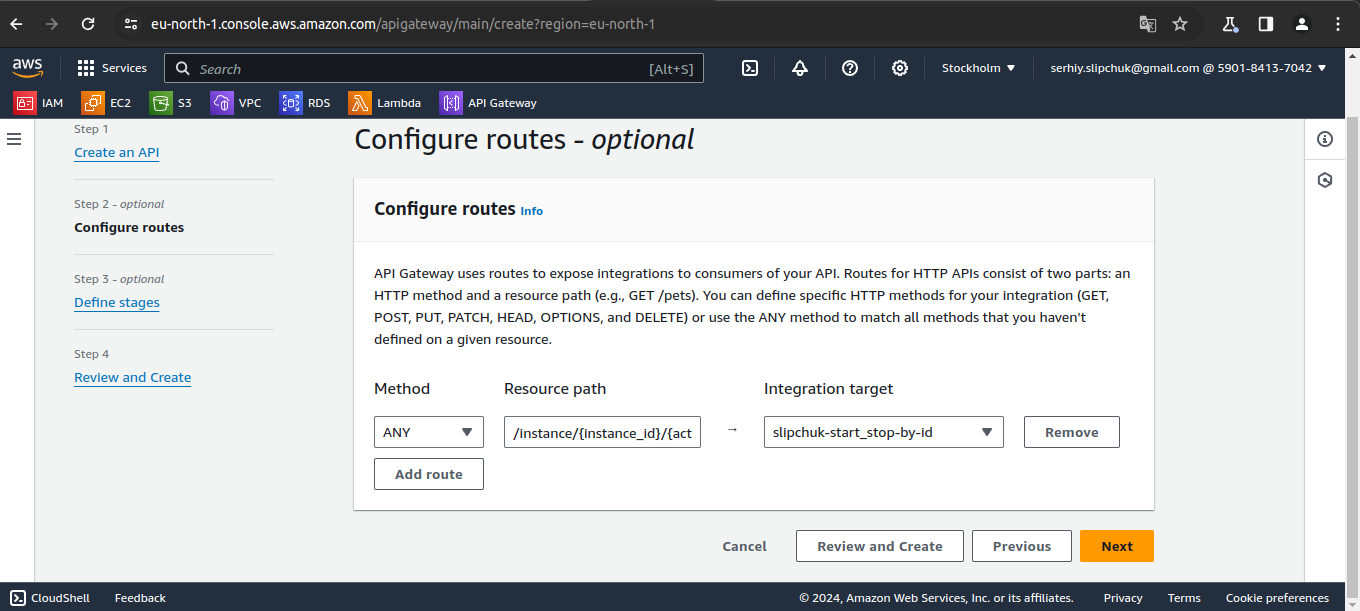 eu-north-1.console.aws.amazon.com/apigateway/main/create?region=eu-north-1
aws Services Search [Alt+S] Stockholm serhiy.slipchuk@gmail.com @ 5901-8413-7042
IAM EC2 S3 VPC RDS Lambda API Gateway
Step 1
Create an API
Step 2 - optional
Configure routes
Step 3 - optional
Define stages
Step 4
Review and Create
Configure routes - optional
Configure routes Info
API Gateway uses routes to expose integrations to consumers of your API. Routes for HTTP APIs consist of two parts: an
HTTP method and a resource path (e.g., GET /pets). You can define specific HTTP methods for your integration (GET,
POST, PUT, PATCH, HEAD, OPTIONS, and DELETE) or use the ANY method to match all methods that you haven't
defined on a given resource.
Method Resource path Integration target
ANY /instance/{instance_id}/{act → slipchuk-start_stop-by-id Remove
Add route
Cancel Review and Create Previous Next
CloudShell Feedback © 2024, Amazon Web Services, Inc. or its affiliates. Privacy Terms Cookie preferences